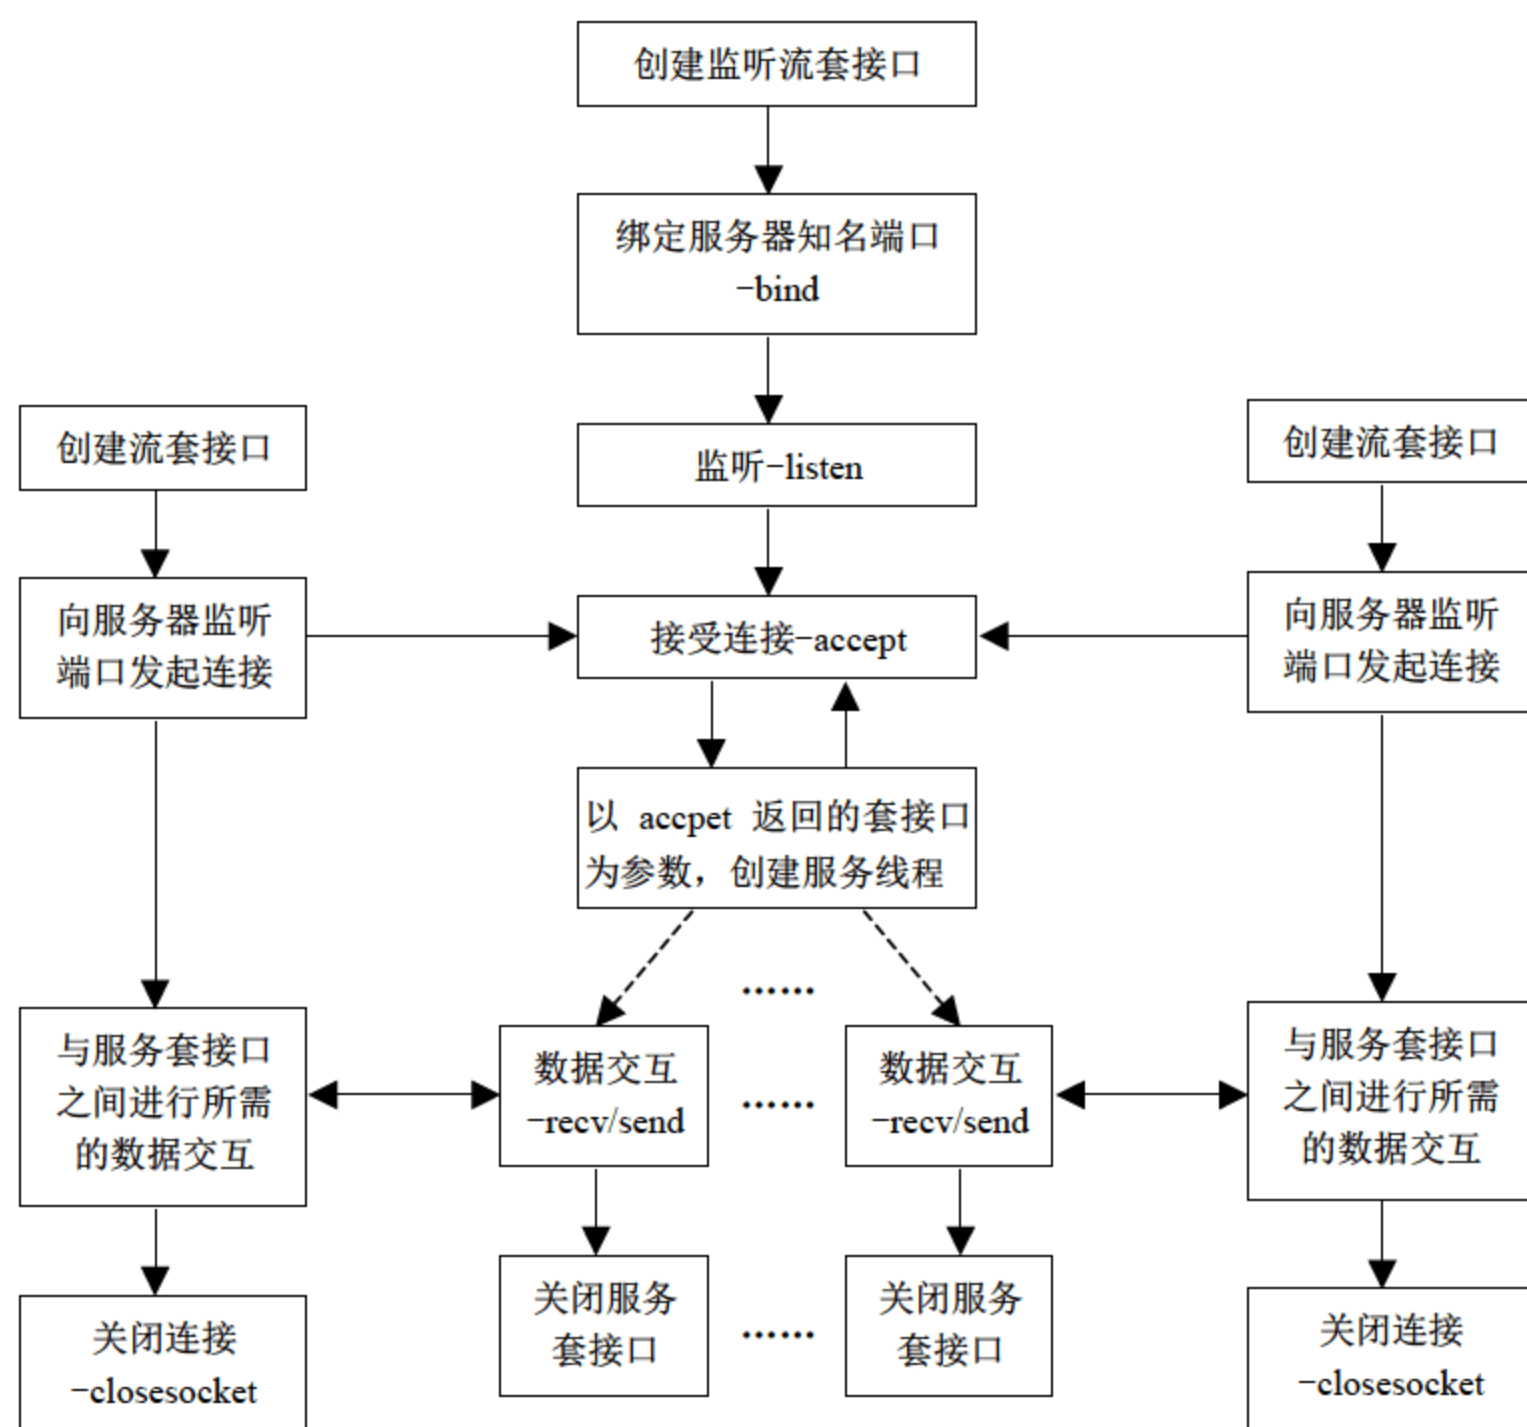 创建监听流套接口
绑定服务器知名端口
-bind
监听-listen
创建流套接口
创建流套接口
向服务器监听
端口发起连接
接受连接-accept
向服务器监听
端口发起连接
以 accpet 返回的套接口
为参数，创建服务线程
……
与服务套接口
之间进行所需
的数据交互
数据交互
-recv/send
……
数据交互
-recv/send
与服务套接口
之间进行所需
的数据交互
关闭连接
-closesocket
关闭服务
套接口
……
关闭服务
套接口
关闭连接
-closesocket